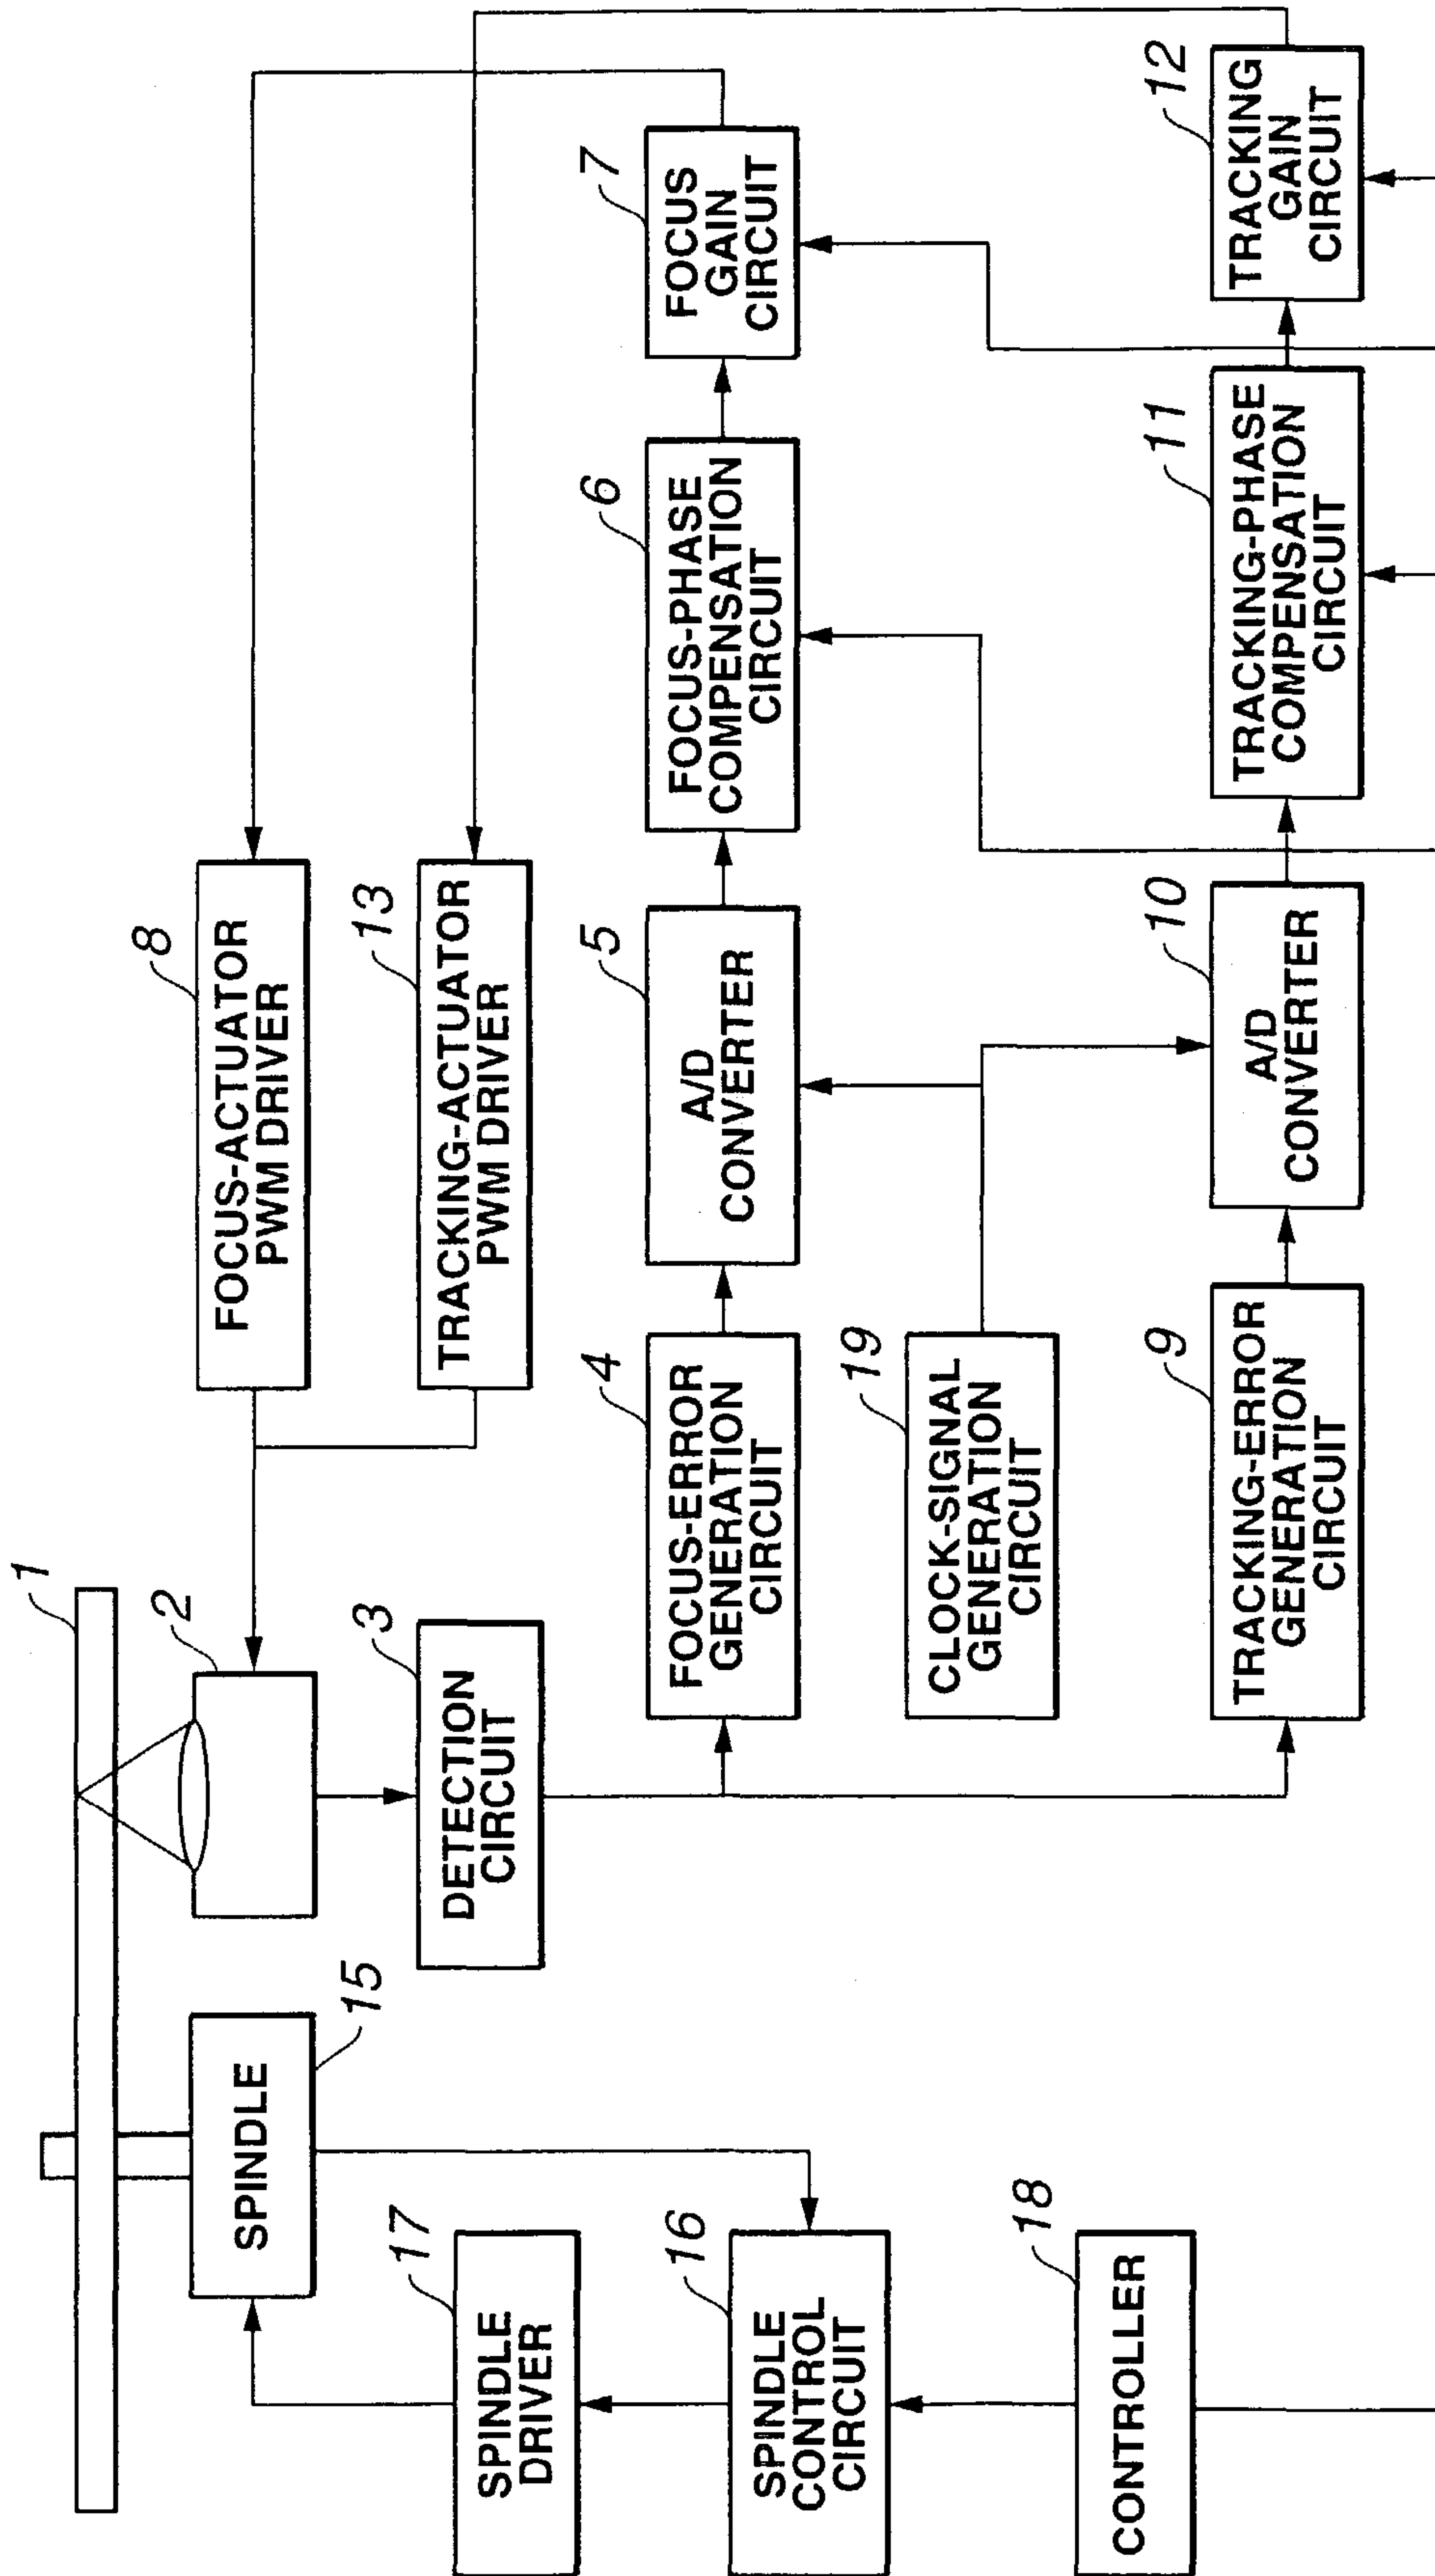 1
2
SPINDLE
15
FOCUS-ACTUATOR
PWM DRIVER
8
DETECTION
CIRCUIT
3
TRACKING-ACTUATOR
PWM DRIVER
13
SPINDLE
DRIVER
17
SPINDLE
CONTROL
CIRCUIT
16
FOCUS-ERROR
GENERATION
CIRCUIT
4
A/D
CONVERTER
5
FOCUS-PHASE
COMPENSATION
CIRCUIT
6
FOCUS
GAIN
CIRCUIT
7
CLOCK-SIGNAL
GENERATION
CIRCUIT
19
CONTROLLER
18
TRACKING-ERROR
GENERATION
CIRCUIT
9
A/D
CONVERTER
10
TRACKING-PHASE
COMPENSATION
CIRCUIT
11
TRACKING
GAIN
CIRCUIT
12